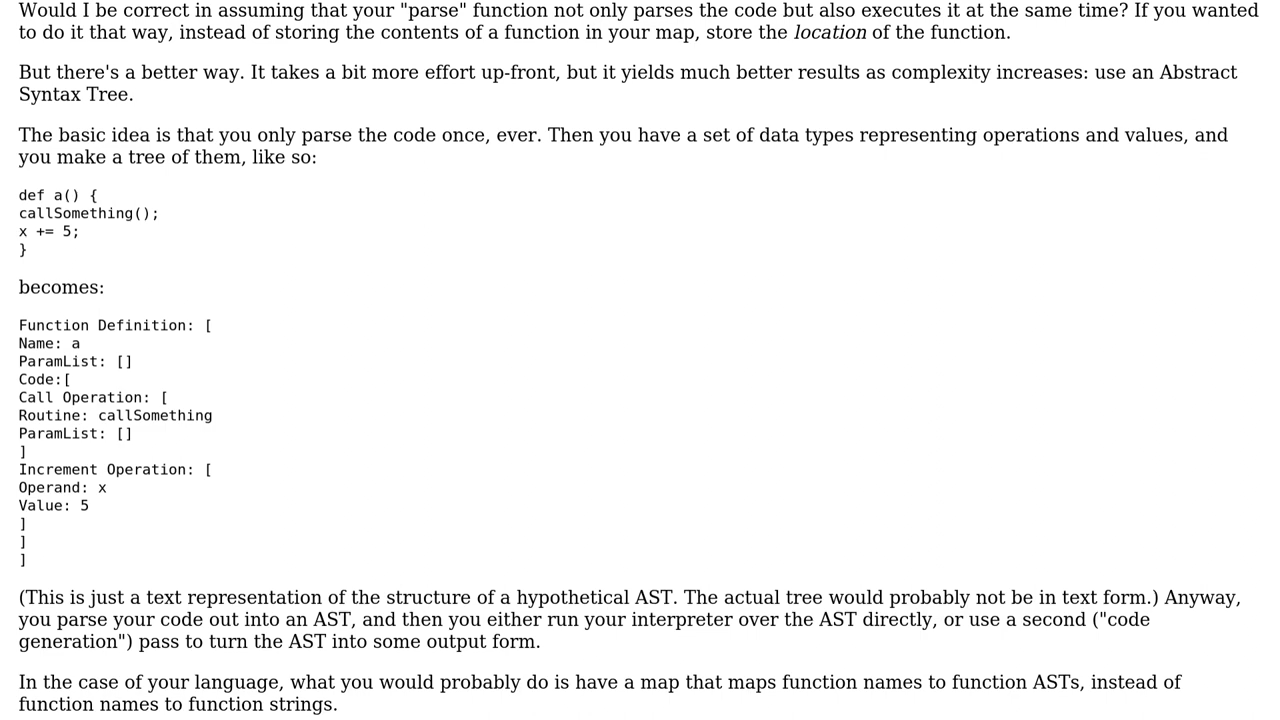 Would I be correct in assuming that your "parse" function not only parses the code but also executes it at the same time? If you wanted
to do it that way, instead of storing the contents of a function in your map, store the location of the function.
But there's a better way. It takes a bit more effort up-front, but it yields much better results as complexity increases: use an Abstract
Syntax Tree.
The basic idea is that you only parse the code once, ever. Then you have a set of data types representing operations and values, and
you make a tree of them, like so:
def a() {
callSomething();
x += 5;
}
becomes:
Function Definition: [
Name: a
ParamList: []
Code:[
Call Operation: [
Routine: callSomething
ParamList: []
]
Increment Operation: [
Operand: x
Value: 5
]
]
]
(This is just a text representation of the structure of a hypothetical AST. The actual tree would probably not be in text form.) Anyway,
you parse your code out into an AST, and then you either run your interpreter over the AST directly, or use a second ("code
generation") pass to turn the AST into some output form.
In the case of your language, what you would probably do is have a map that maps function names to function ASTs, instead of
function names to function strings.